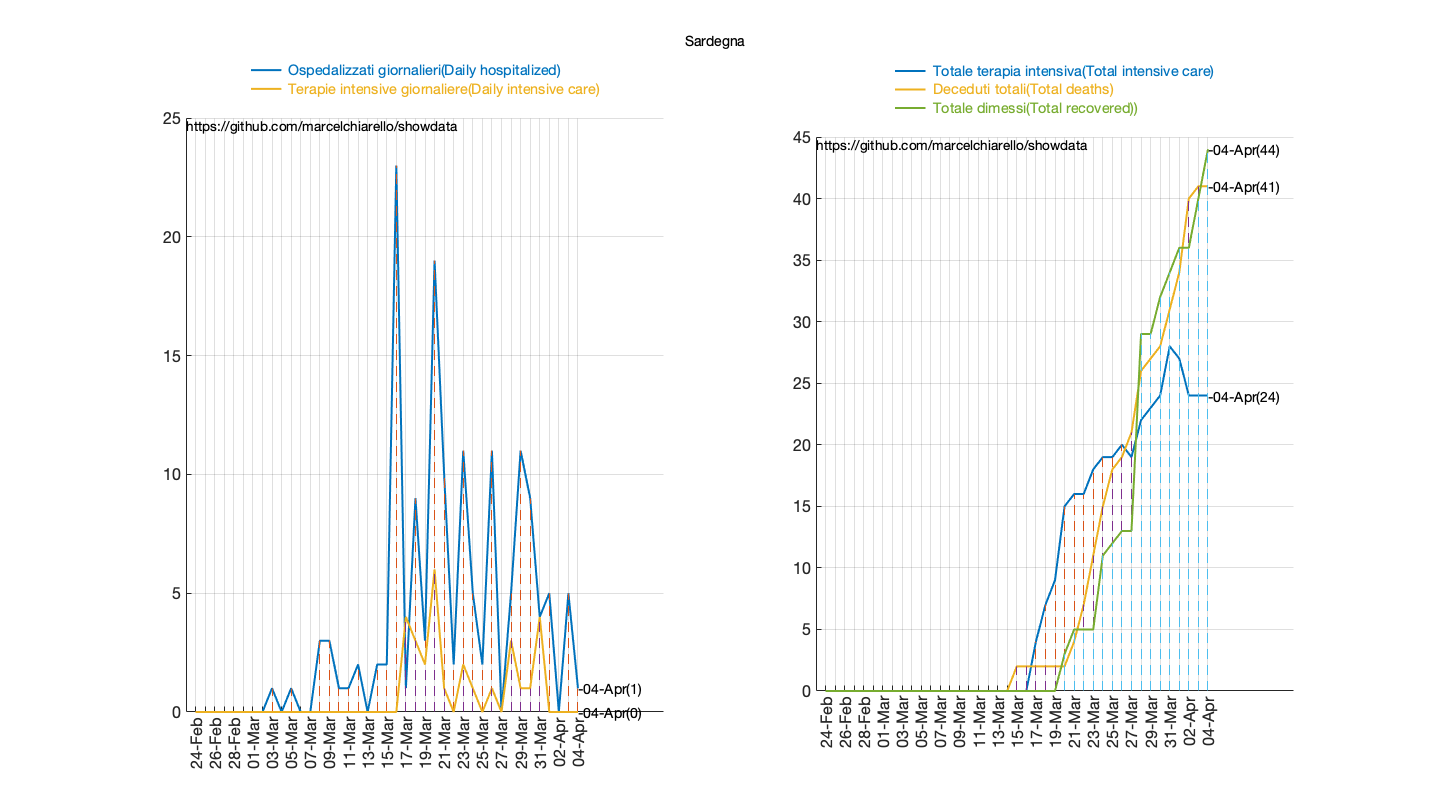 Sardegna
Ospedalizzati giornalieri(Daily hospitalized)
Terapie intensive giornaliere(Daily intensive care)
25
https://github.com/marcelchiarello/showdata
20
15
10
5
0
-04-Apr(1)
-04-Apr(0)
24-Feb
26-Feb
28-Feb
01-Mar
03-Mar
05-Mar
07-Mar
09-Mar
11-Mar
13-Mar
15-Mar
17-Mar
19-Mar
21-Mar
23-Mar
25-Mar
27-Mar
29-Mar
31-Mar
02-Apr
04-Apr
Totale terapia intensiva(Total intensive care)
Deceduti totali(Total deaths)
Totale dimessi(Total recovered))
45
https://github.com/marcelchiarello/showdata
40
35
30
25
20
15
10
5
0
-04-Apr(44)
-04-Apr(41)
-04-Apr(24)
24-Feb
26-Feb
28-Feb
01-Mar
03-Mar
05-Mar
07-Mar
09-Mar
11-Mar
13-Mar
15-Mar
17-Mar
19-Mar
21-Mar
23-Mar
25-Mar
27-Mar
29-Mar
31-Mar
02-Apr
04-Apr